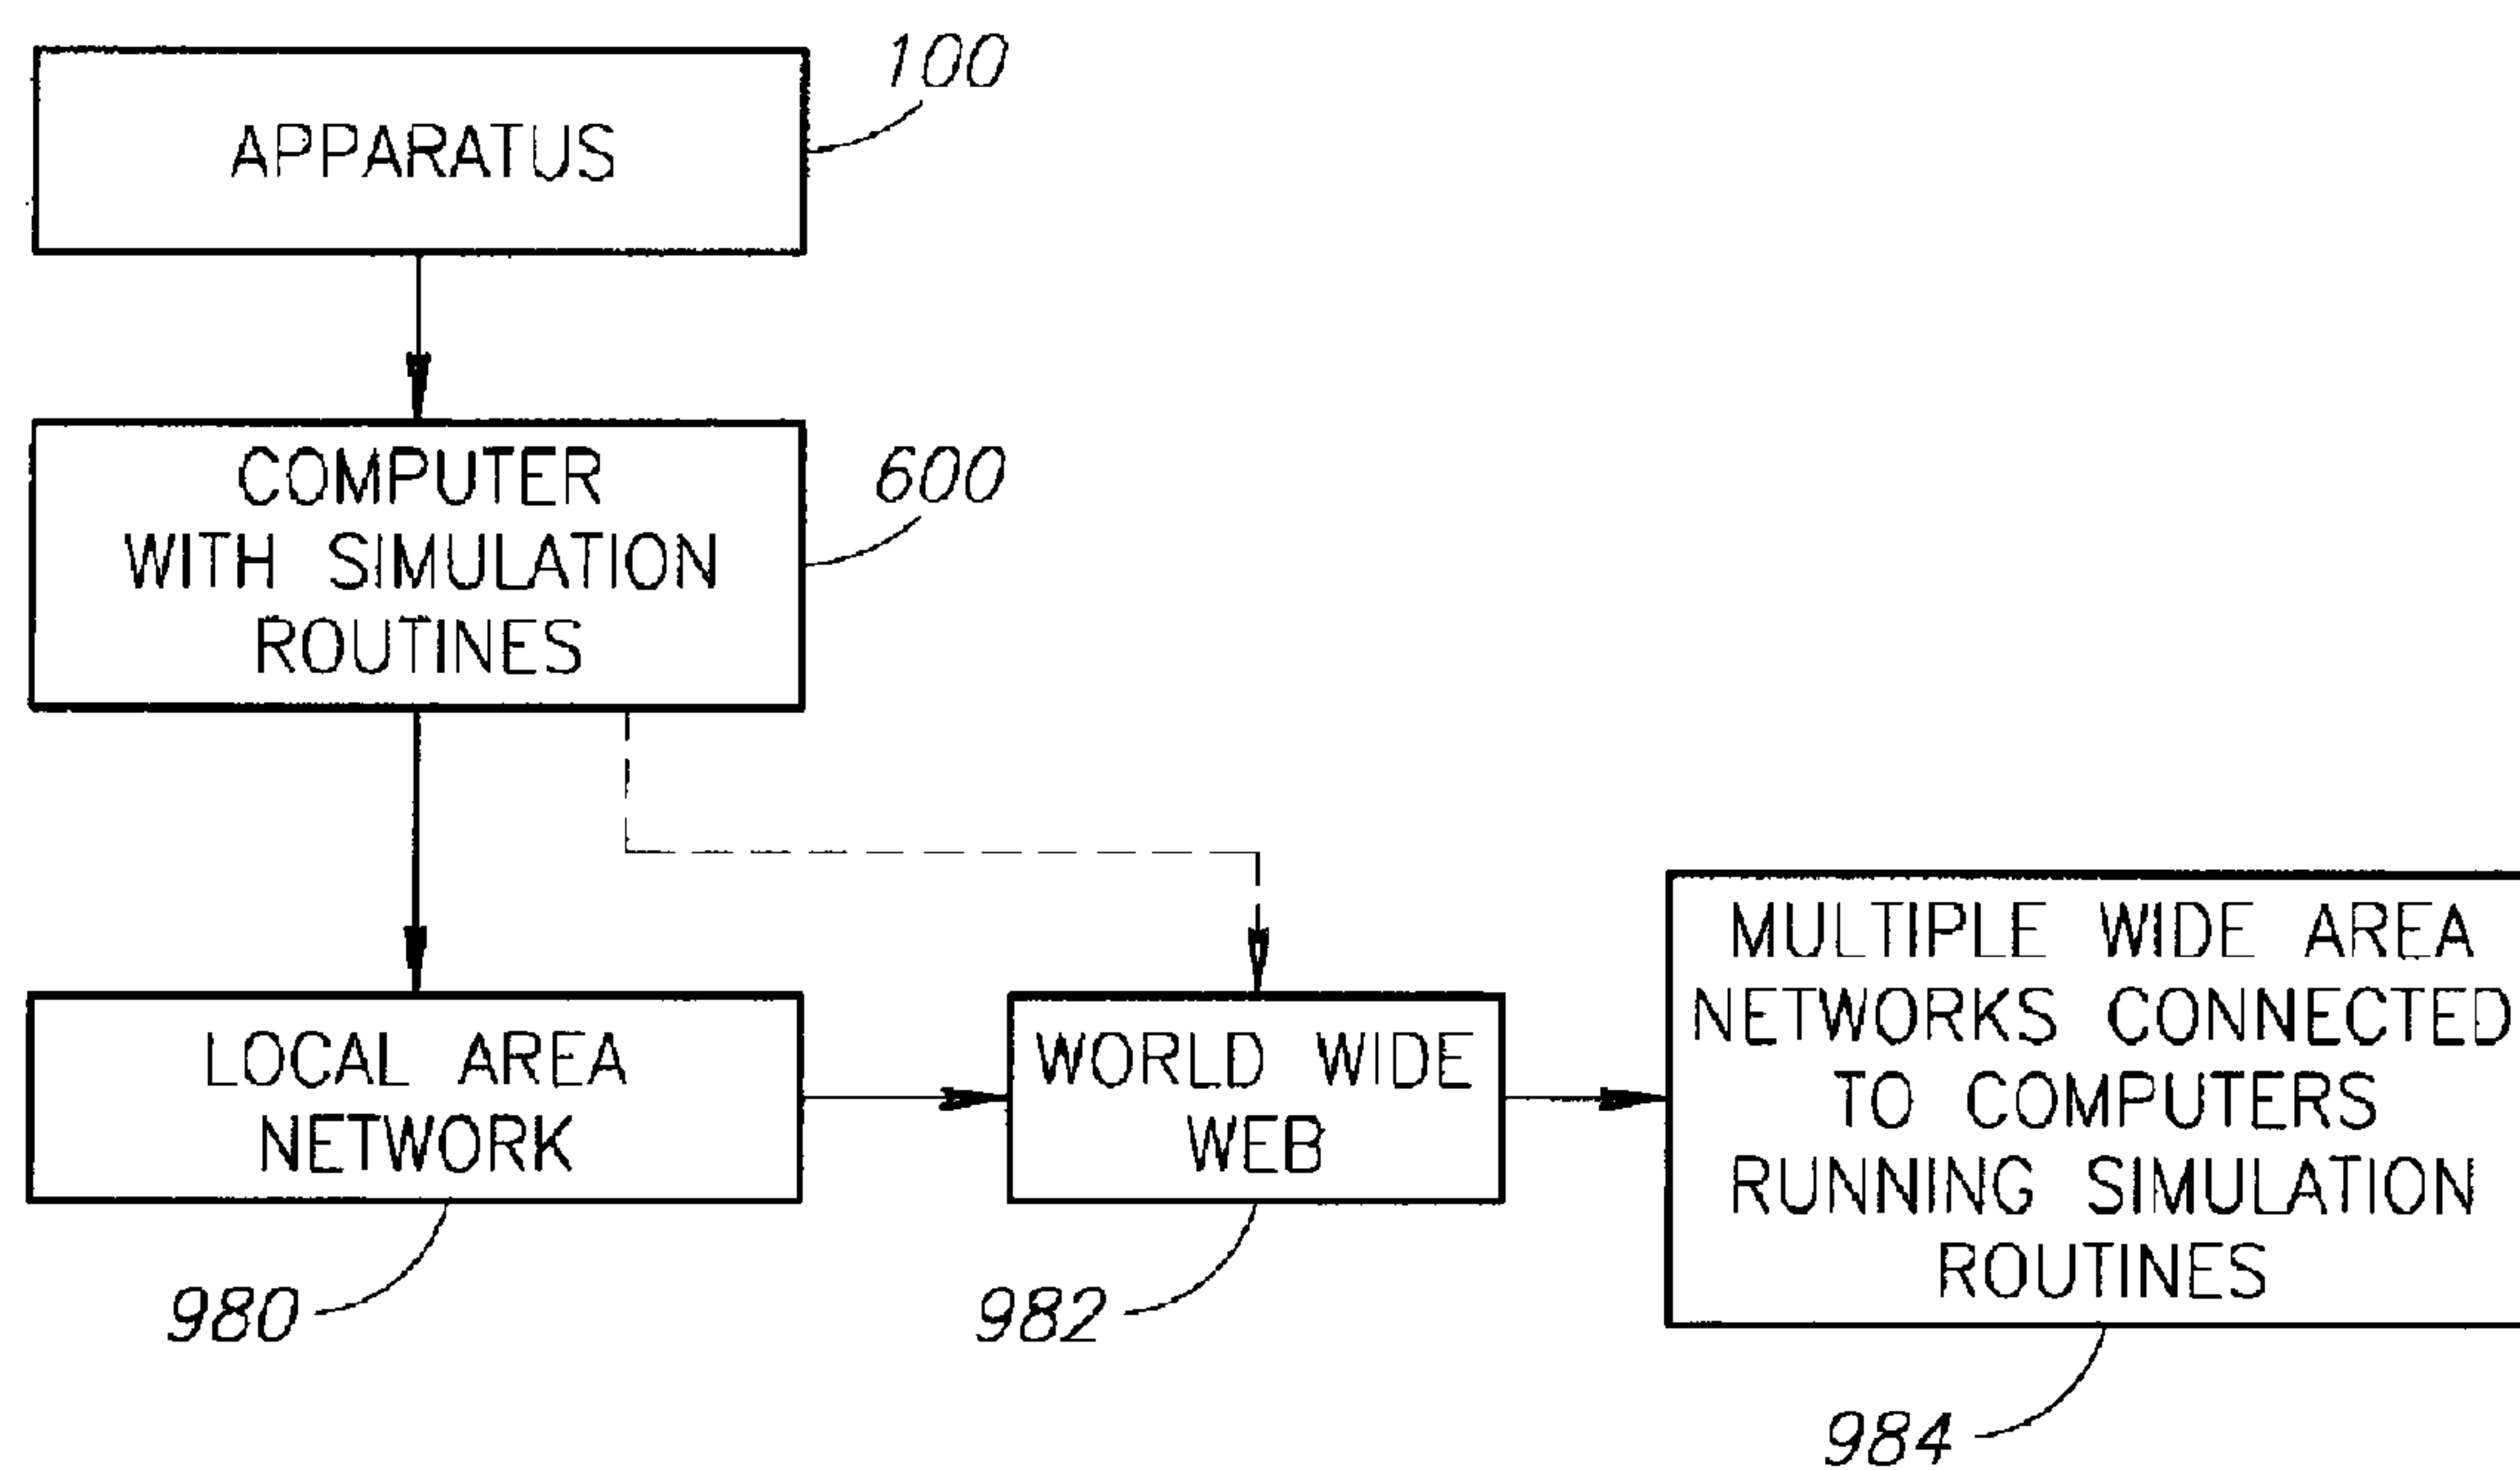 100
APPARATUS
600
COMPUTER
WITH SIMULATION
ROUTINES
LOCAL AREA
NETWORK
980
WORLD WIDE
WEB
982
MULTIPLE WIDE AREA
NETWORKS CONNECTED
TO COMPUTERS
RUNNING SIMULATION
ROUTINES
984